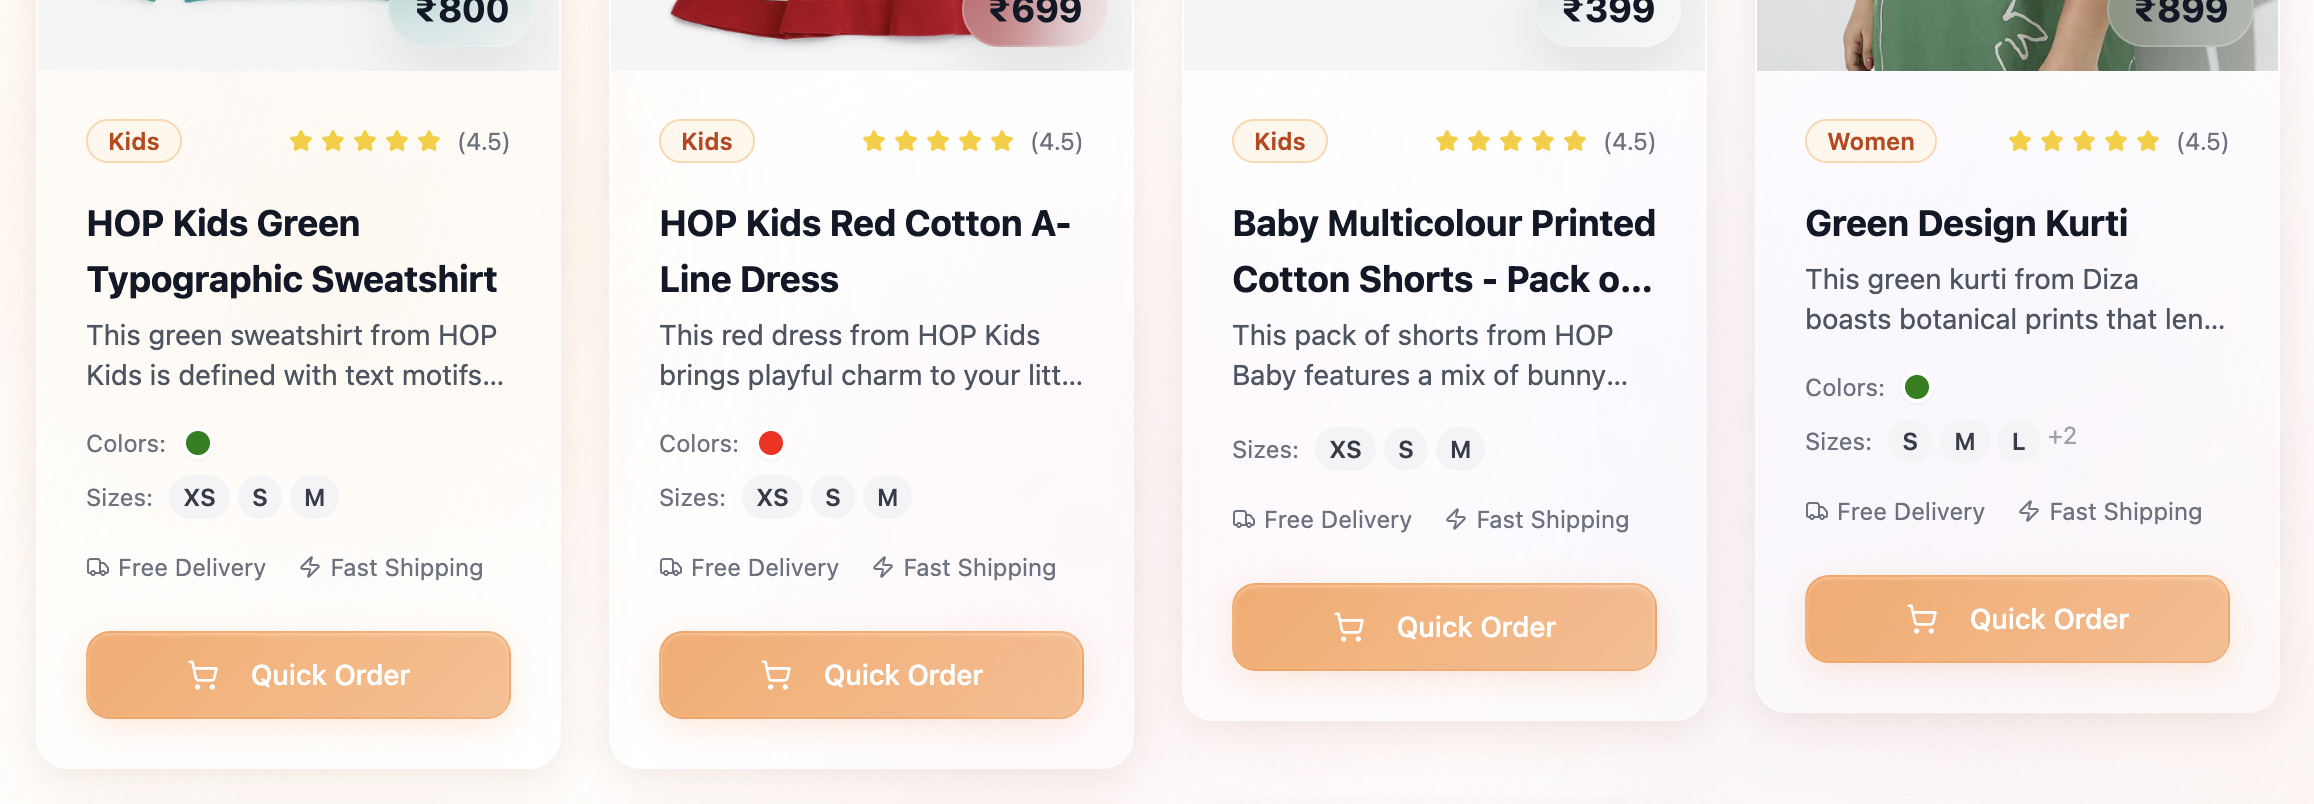 ₹800
Kids
(4.5)
HOP Kids Green
Typographic Sweatshirt
This green sweatshirt from HOP
Kids is defined with text motifs...
Colors:
Sizes: XS S M
Free Delivery Fast Shipping
Quick Order
₹699
Kids
(4.5)
HOP Kids Red Cotton A-
Line Dress
This red dress from HOP Kids
brings playful charm to your litt...
Colors:
Sizes: XS S M
Free Delivery Fast Shipping
Quick Order
₹399
Kids
(4.5)
Baby Multicolour Printed
Cotton Shorts - Pack o...
This pack of shorts from HOP
Baby features a mix of bunny...
Sizes: XS S M
Free Delivery Fast Shipping
Quick Order
₹899
Women
(4.5)
Green Design Kurti
This green kurti from Diza
boasts botanical prints that len...
Colors:
Sizes: S M L +2
Free Delivery Fast Shipping
Quick Order